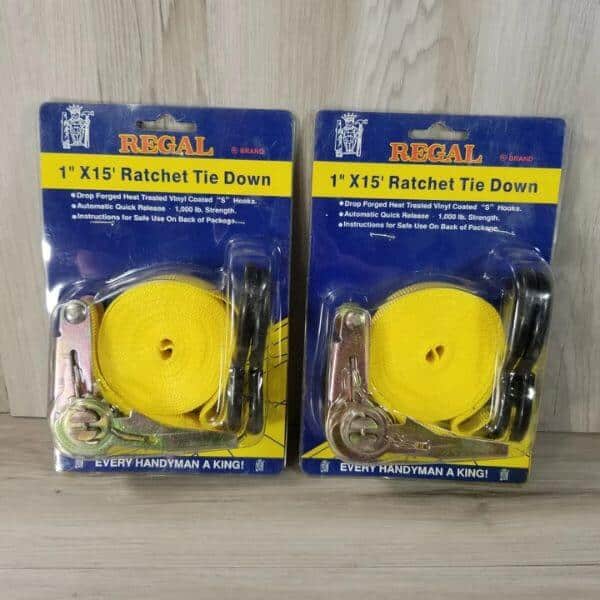 REGAL
® BRAND
1" X15' Ratchet Tie Down
• Drop Forged Heat Treated Vinyl Coated "S" Hooks.
• Automatic Quick Release - 1,000 lb. Strength.
• Instructions for Safe Use On Back of Package.
EVERY HANDYMAN A KING!
REGAL
® BRAND
1" X15' Ratchet Tie Down
• Drop Forged Heat Treated Vinyl Coated "S" Hooks.
• Automatic Quick Release - 1,000 lb. Strength.
• Instructions for Safe Use On Back of Package.
EVERY HANDYMAN A KING!